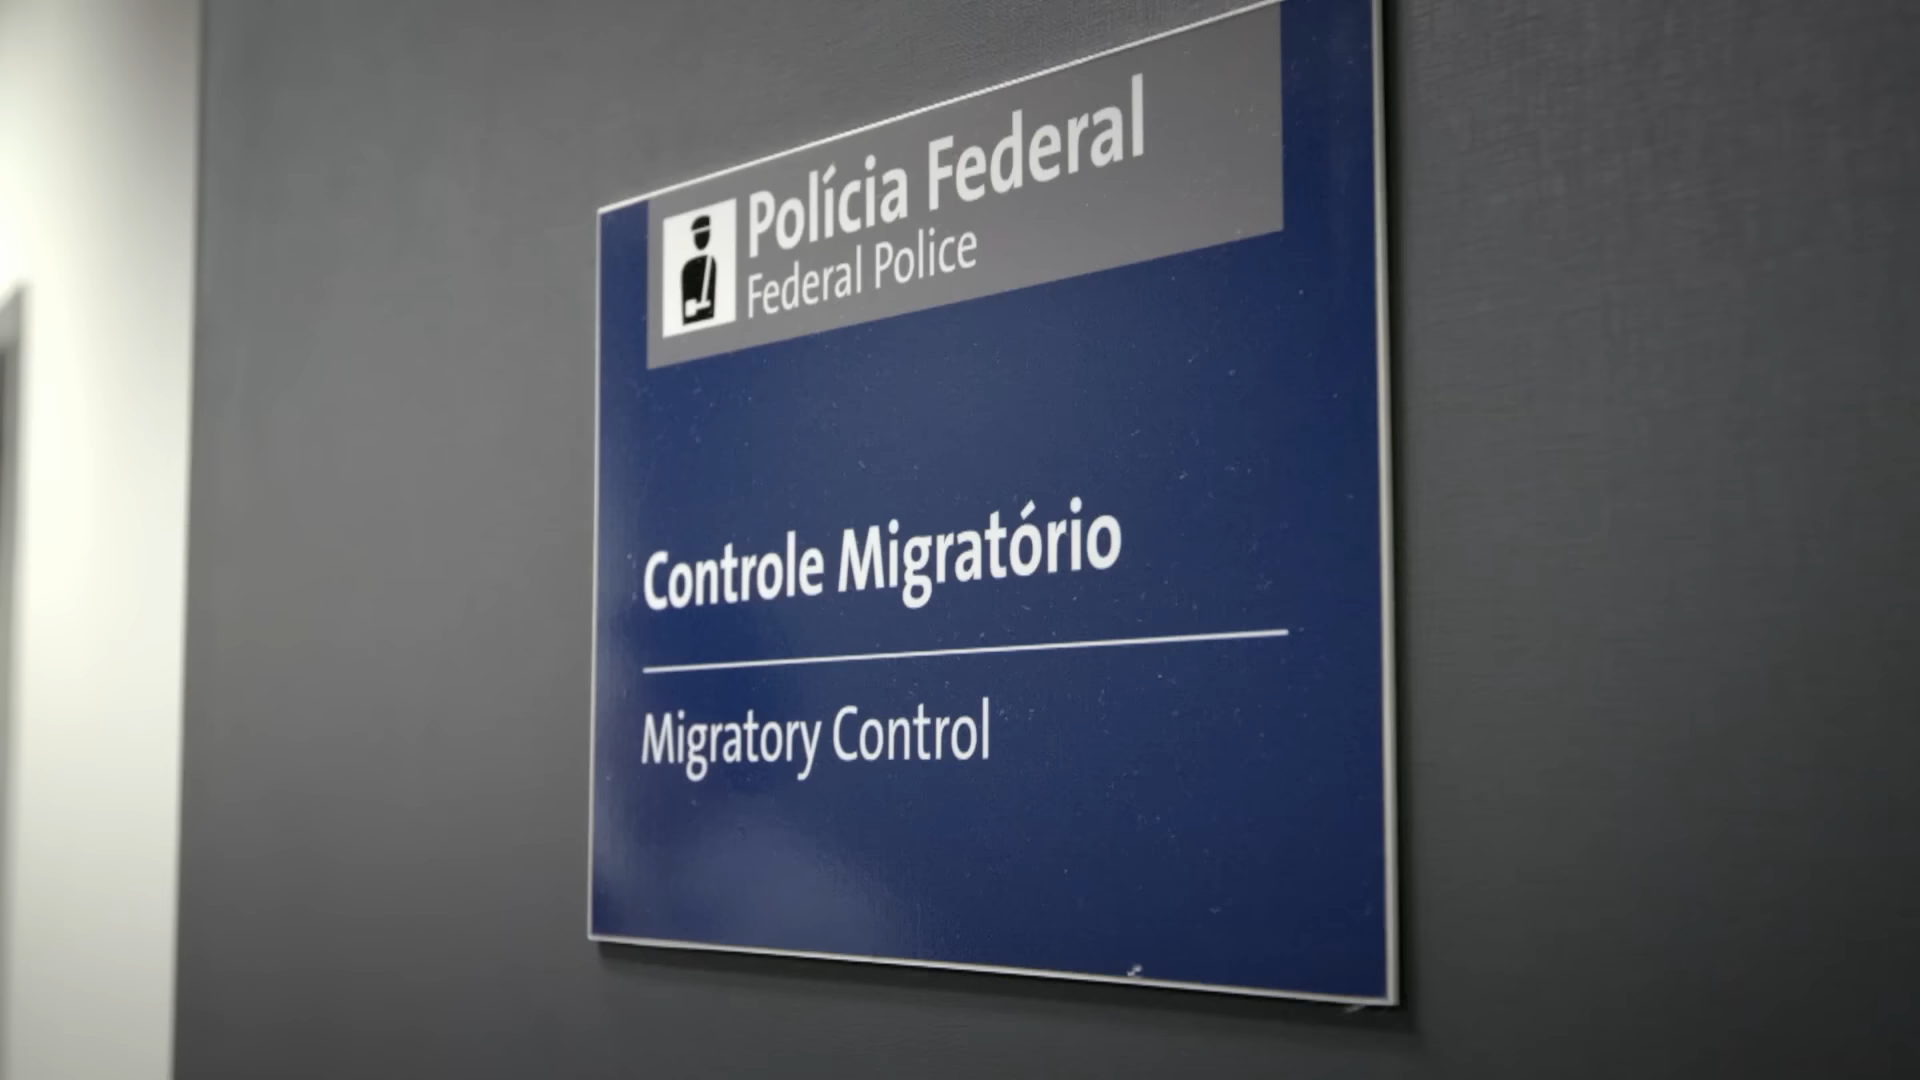 Polícia Federal
Federal Police
Controle Migratório
Migratory Control